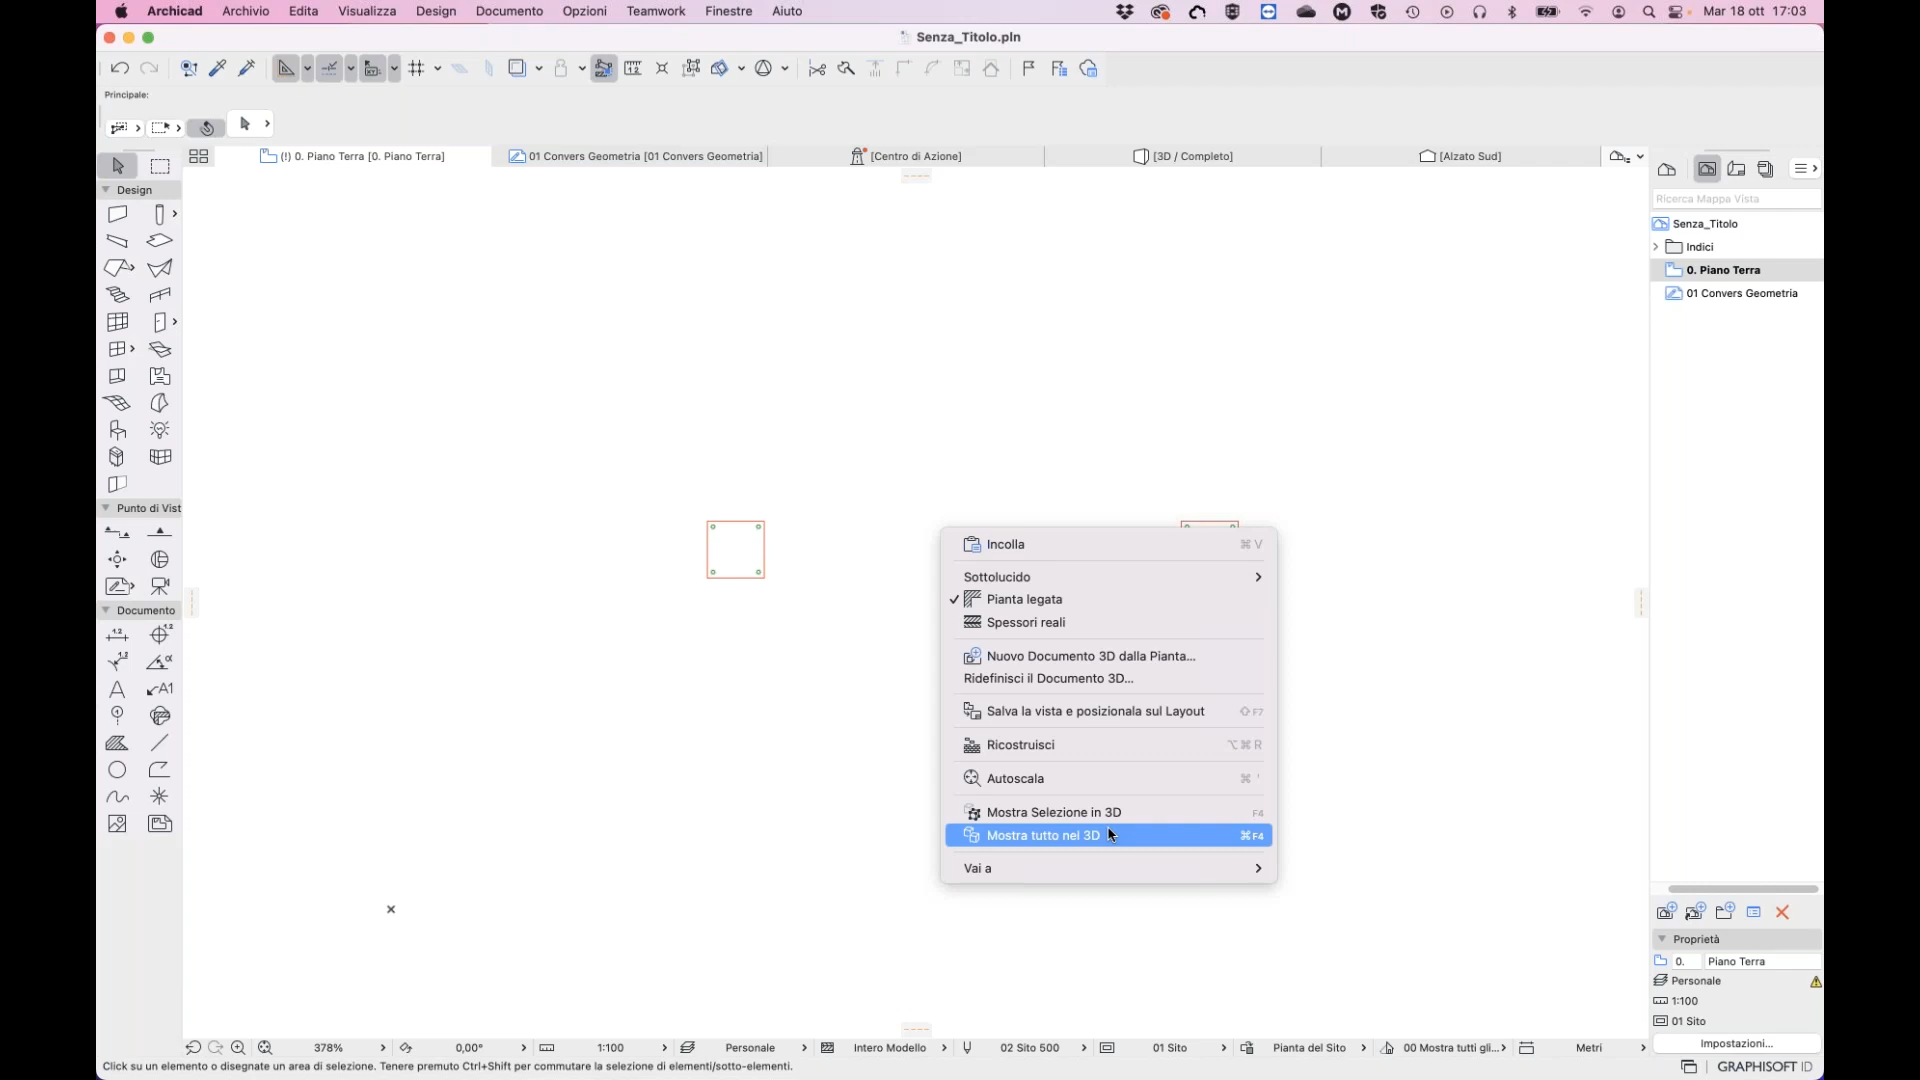 Archicad Archivio Edita Visualizza Design Documento Opzioni Teamwork Finestre Aiuto Mar 18 ott 17:03
Senza_Titolo.pln
Principale:
(!) 0. Piano Terra [0. Piano Terra] 01 Convers Geometria [01 Convers Geometria] [Centro di Azione] [3D / Completo] [Alzato Sud]
Design
Punto di Vist
Documento
Incolla ⌘V
Sottolucido
Pianta legata
Spessori reali
Nuovo Documento 3D dalla Pianta...
Ridefinisci il Documento 3D...
Salva la vista e posizionala sul Layout ⇧F7
Ricostruisci ⌥⌘R
Autoscala ⌘'
Mostra Selezione in 3D F4
Mostra tutto nel 3D ⌘F4
Vai a
Ricerca Mappa Vista
Senza_Titolo
Indici
0. Piano Terra
01 Convers Geometria
Proprietà
0. Piano Terra
Personale
1:100
01 Sito
Impostazioni...
378% 0,00° 1:100 Personale Intero Modello 02 Sito 500 01 Sito Pianta del Sito 00 Mostra tutti gli... Metri
Click su un elemento o disegnate un area di selezione. Tenere premuto Ctrl+Shift per commutare la selezione di elementi/sotto-elementi.
GRAPHISOFT ID